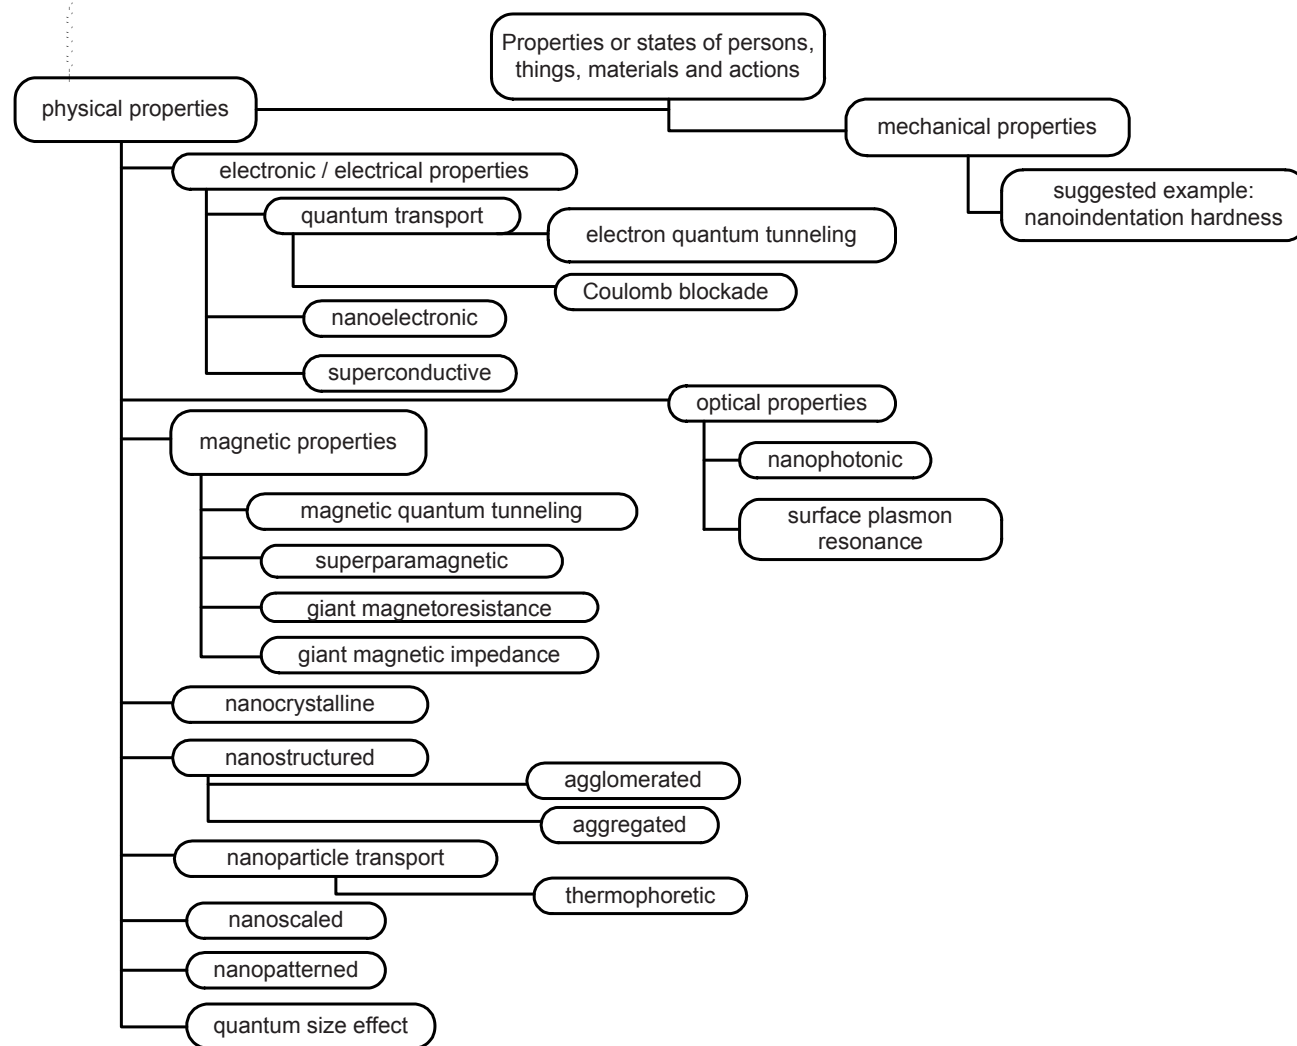 Properties or states of persons,
things, materials and actions
physical properties
mechanical properties
electronic / electrical properties
suggested example:
nanoindentation hardness
quantum transport
electron quantum tunneling
Coulomb blockade
nanoelectronic
superconductive
optical properties
magnetic properties
nanophotonic
magnetic quantum tunneling
surface plasmon
resonance
superparamagnetic
giant magnetoresistance
giant magnetic impedance
nanocrystalline
nanostructured
agglomerated
aggregated
nanoparticle transport
thermophoretic
nanoscaled
nanopatterned
quantum size effect